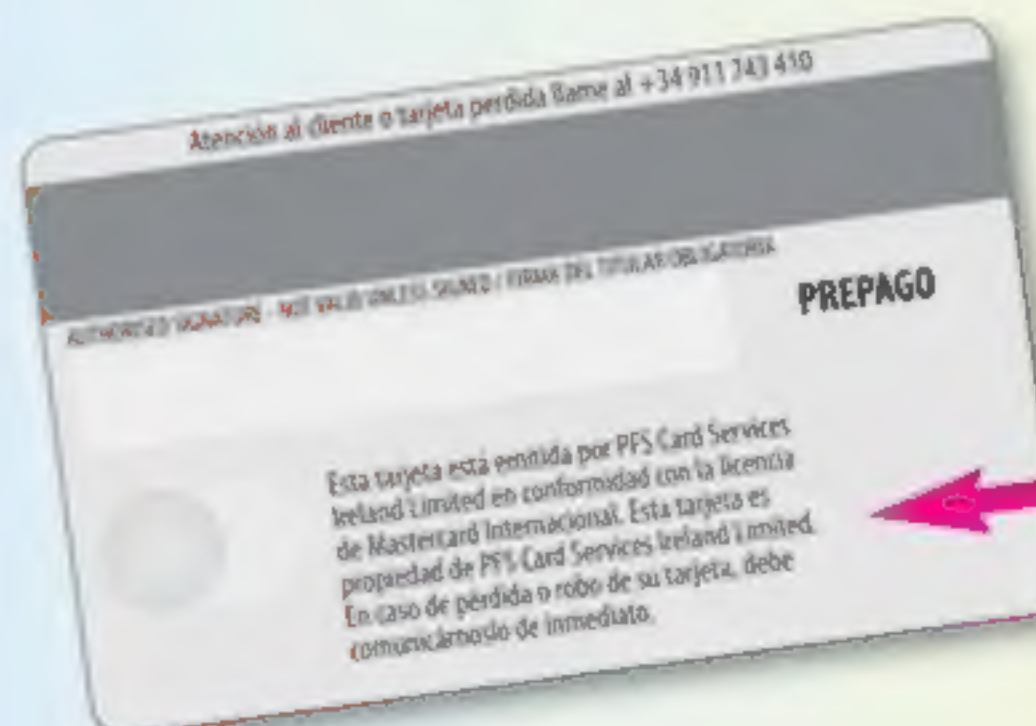 Atención al cliente o tarjeta perdida llame al +34 911 743 410
AUTHORIZED SIGNATURE - NOT VALID UNLESS SIGNED / FIRMA DEL TITULAR OBLIGATORIA
PREPAGO
Esta tarjeta está emitida por PFS Card Services
Ireland Limited en conformidad con la licencia
de Mastercard Internacional. Esta tarjeta es
propiedad de PFS Card Services Ireland Limited.
En caso de pérdida o robo de su tarjeta, debe
comunicárnoslo de inmediato.